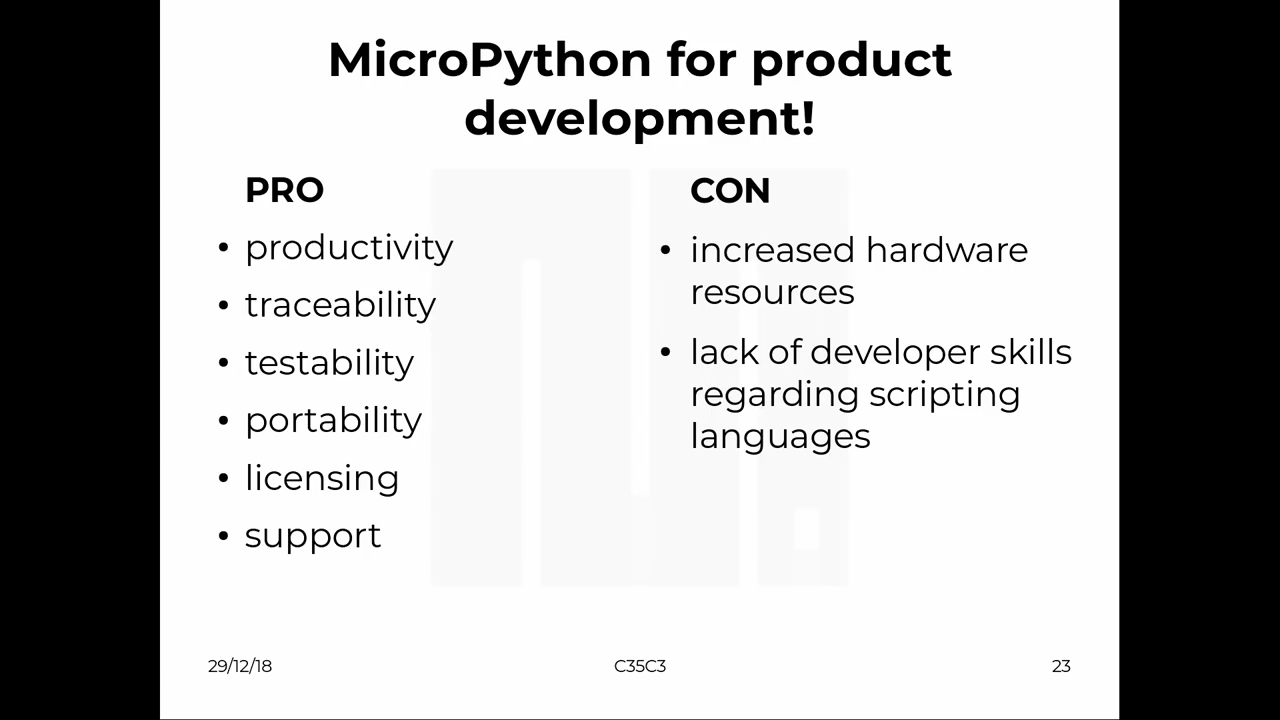 MicroPython for product
development!
PRO
• productivity
• traceability
• testability
• portability
• licensing
• support
CON
• increased hardware
resources
• lack of developer skills
regarding scripting
languages
29/12/18
C35C3
23